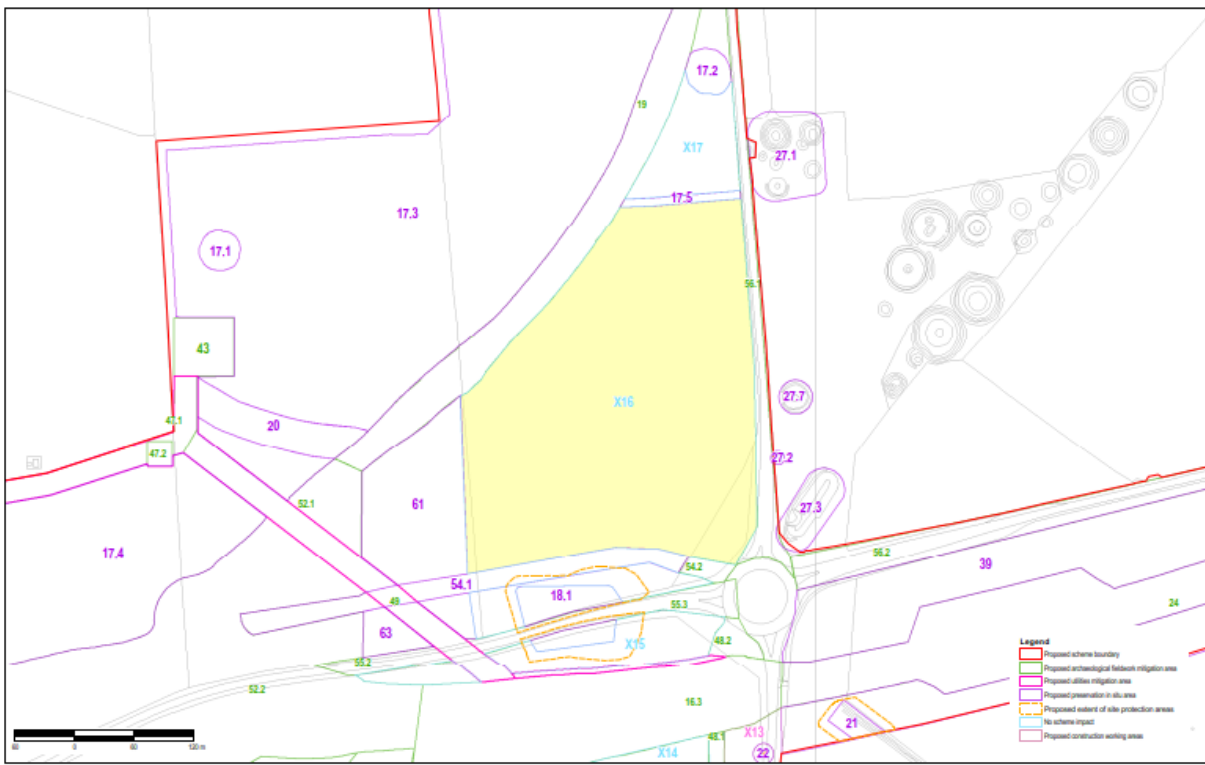 17.2
19
X17
27.1
17.5
17.3
17.1
56.1
43
X16
27.7
47.1
20
47.2
27.2
52.1
61
27.3
17.4
56.2
39
54.2
54.1
18.1
49
55.3
24
63
X15
48.2
55.2
52.2
16.3
21
X13
48.1
X14
22
60 0 60 120 m
Legend
Proposed scheme boundary
Proposed archaeological fieldwork mitigation area
Proposed utilities mitigation area
Proposed preservation in situ area
Proposed extent of site protection areas
No scheme impact
Proposed construction working areas